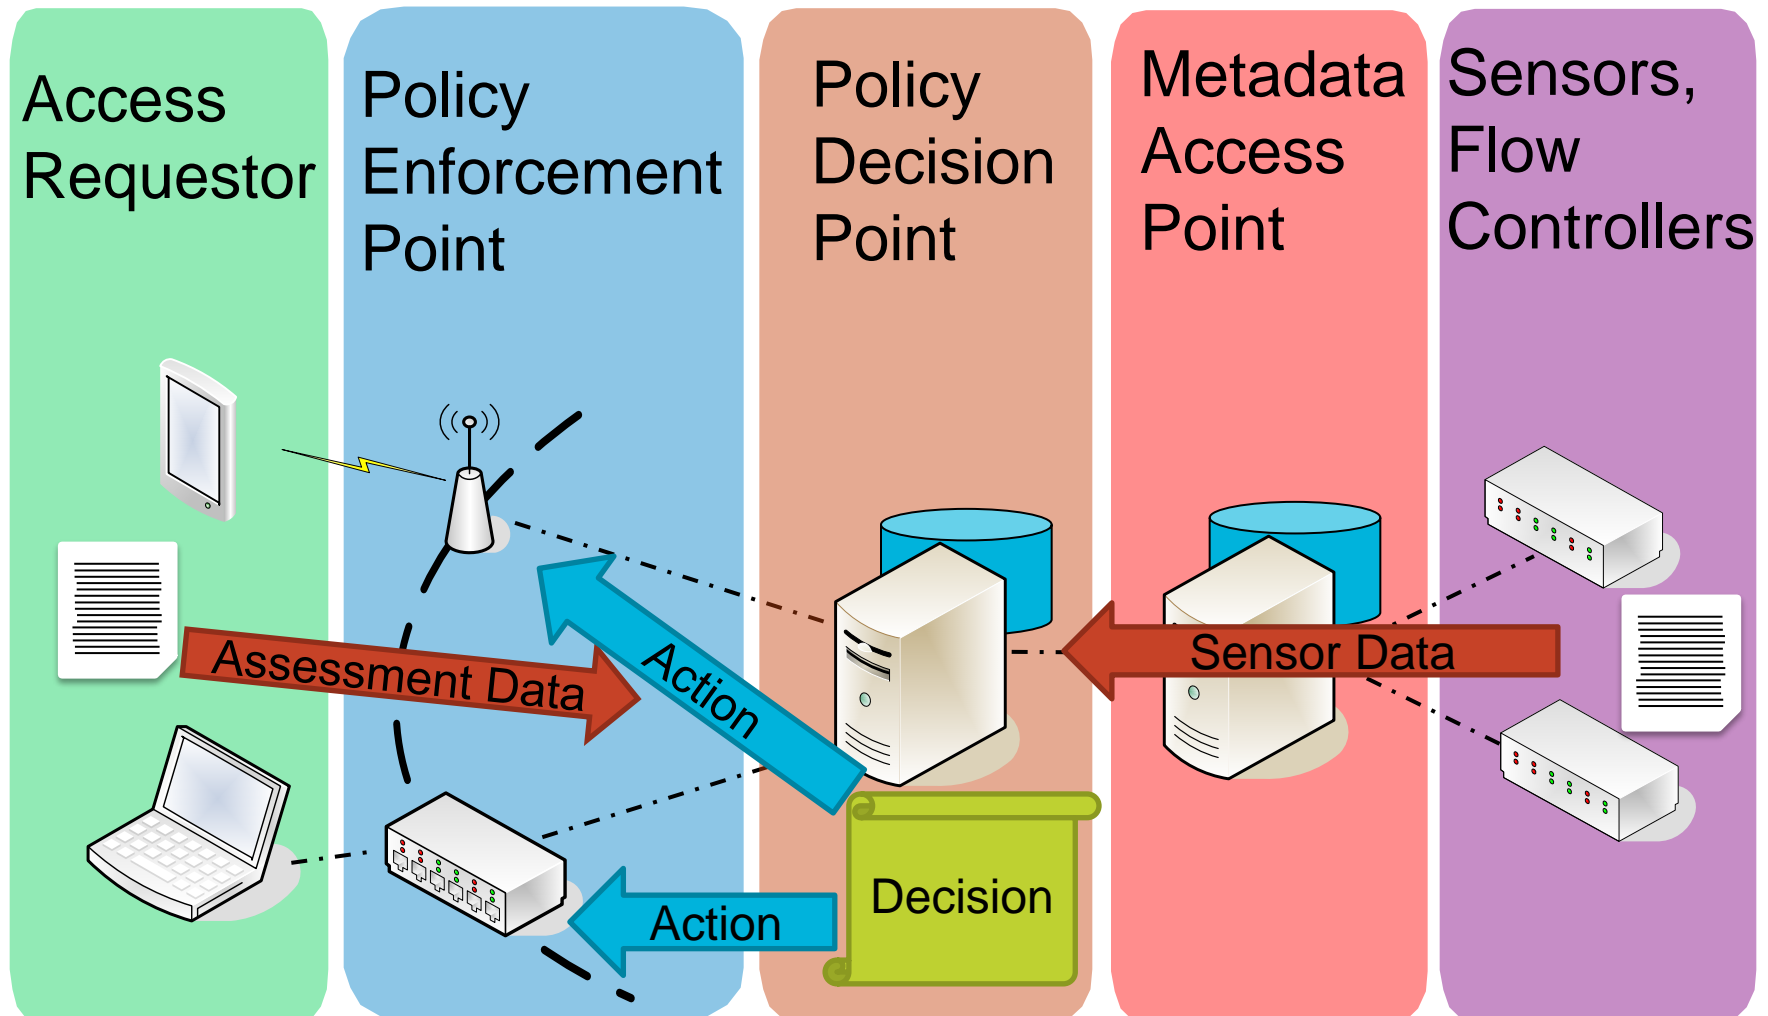 Access
Requestor
Policy
Enforcement
Point
Policy
Decision
Point
Metadata
Access
Point
Sensors,
Flow
Controllers
Assessment Data
Action
Sensor Data
Action
Decision